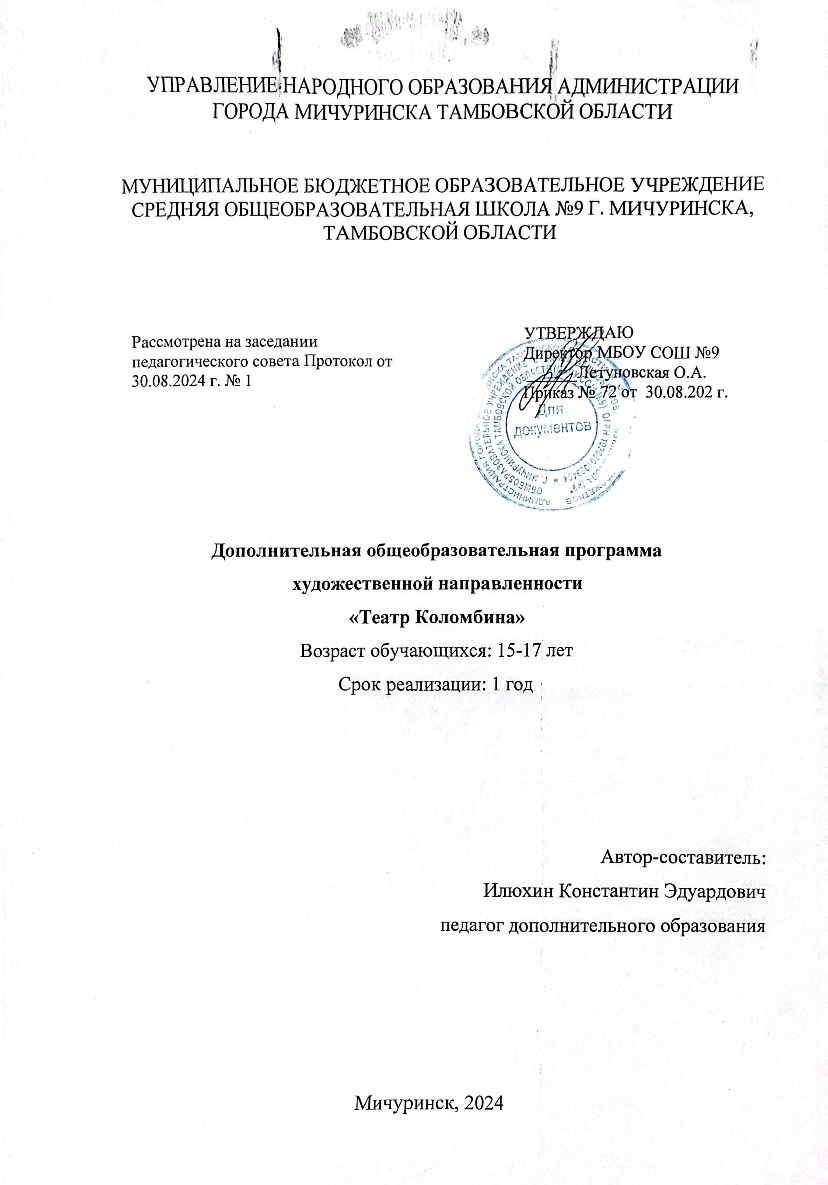 УПРАВЛЕНИЕ НАРОДНОГО ОБРАЗОВАНИЯ АДМИНИСТРАЦИИ
ГОРОДА МИЧУРИНСКА ТАМБОВСКОЙ ОБЛАСТИ
МУНИЦИПАЛЬНОЕ БЮДЖЕТНОЕ ОБРАЗОВАТЕЛЬНОЕ УЧРЕЖДЕНИЕ
СРЕДНЯЯ ОБЩЕОБРАЗОВАТЕЛЬНАЯ ШКОЛА №9 Г. МИЧУРИНСКА,
ТАМБОВСКОЙ ОБЛАСТИ
Рассмотрена на заседании
педагогического совета Протокол от
30.08.2024 г. № 1
УТВЕРЖДАЮ
Директор МБОУ СОШ №9
Летуновская О.А.
Приказ № 72 от 30.08.202 г.
Для
документов
Дополнительная общеобразовательная программа
художественной направленности
«Театр Коломбина»
Возраст обучающихся: 15-17 лет
Срок реализации: 1 год
Автор-составитель:
Илюхин Константин Эдуардович
педагог дополнительного образования
Мичуринск, 2024